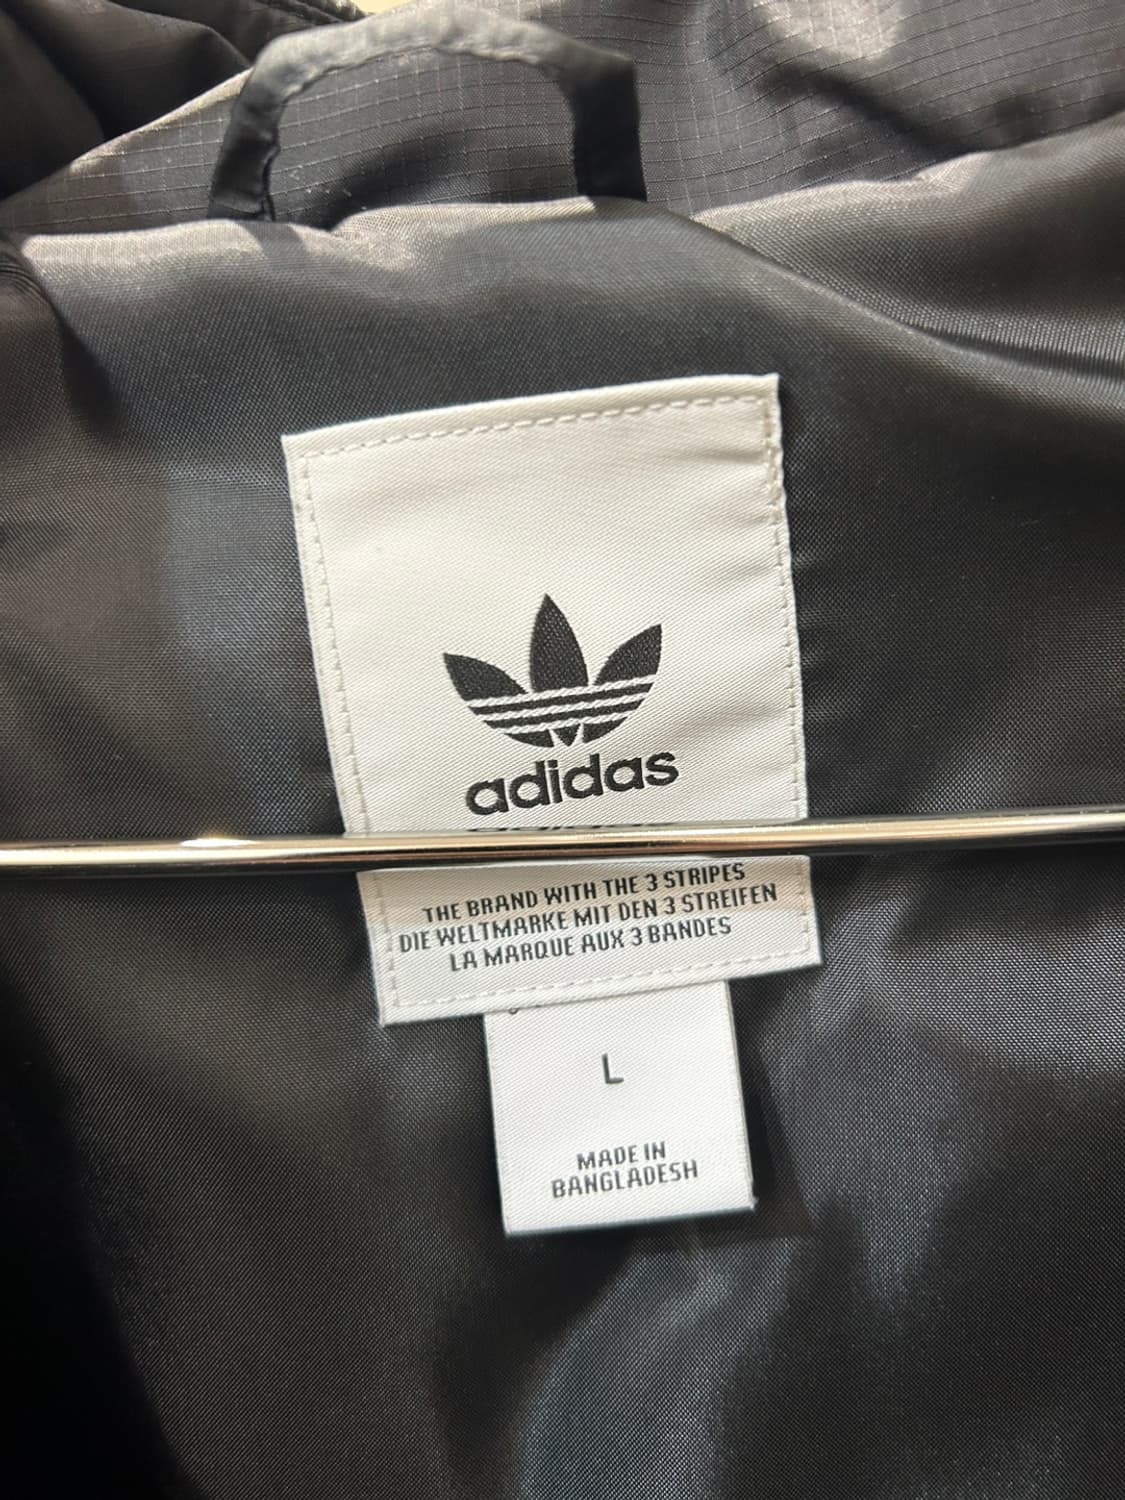 adidas
THE BRAND WITH THE 3 STRIPES
DIE WELTMARKE MIT DEN 3 STREIFEN
LA MARQUE AUX 3 BANDES
L
MADE IN
BANGLADESH